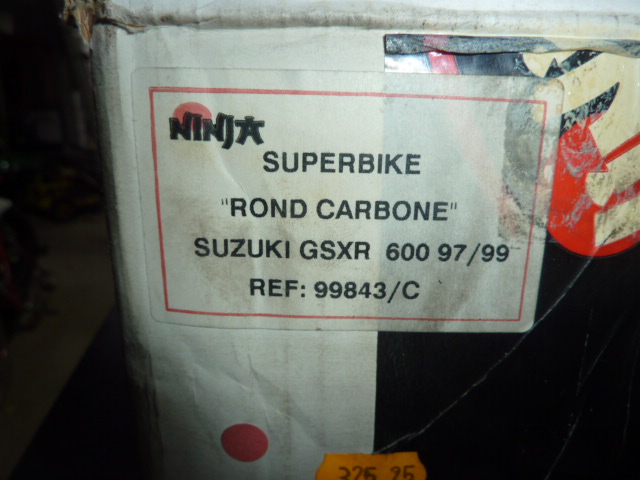 NINJA
SUPERBIKE
"ROND CARBONE"
SUZUKI GSXR 600 97/99
REF: 99843/C